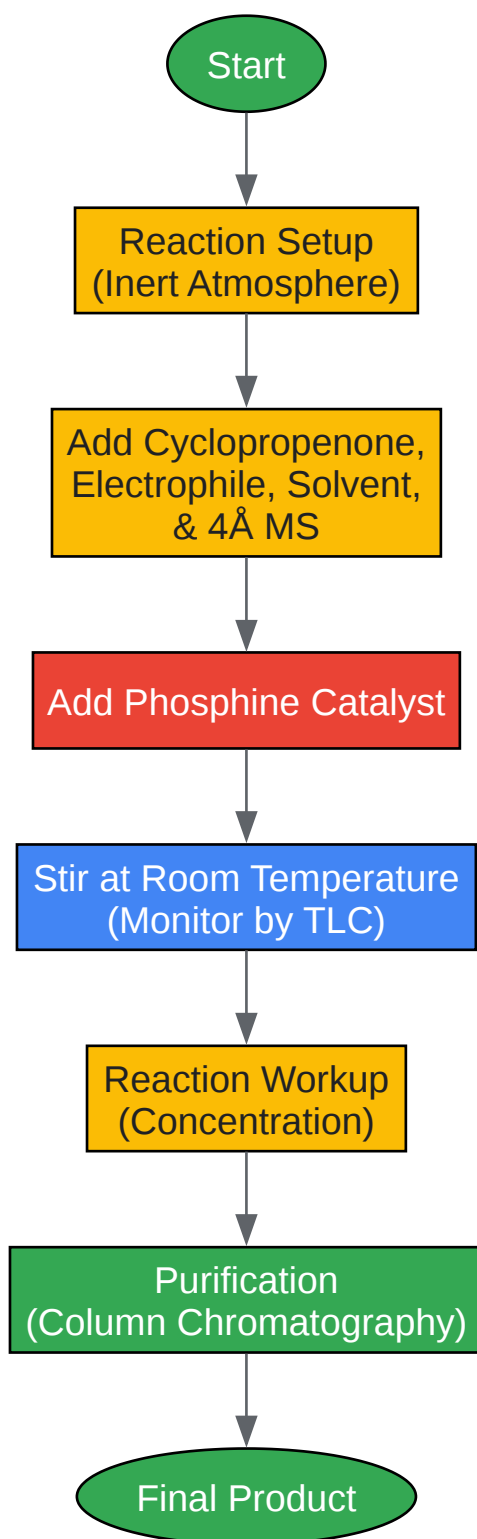 Start
Reaction Setup
(Inert Atmosphere)
Add Cyclopropenone,
Electrophile, Solvent,
& 4Å MS
Add Phosphine Catalyst
Stir at Room Temperature
(Monitor by TLC)
Reaction Workup
(Concentration)
Purification
(Column Chromatography)
Final Product